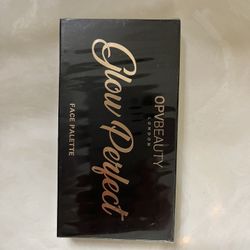 OPVBEAUTY
LONDON
Glow Perfect
FACE PALETTE